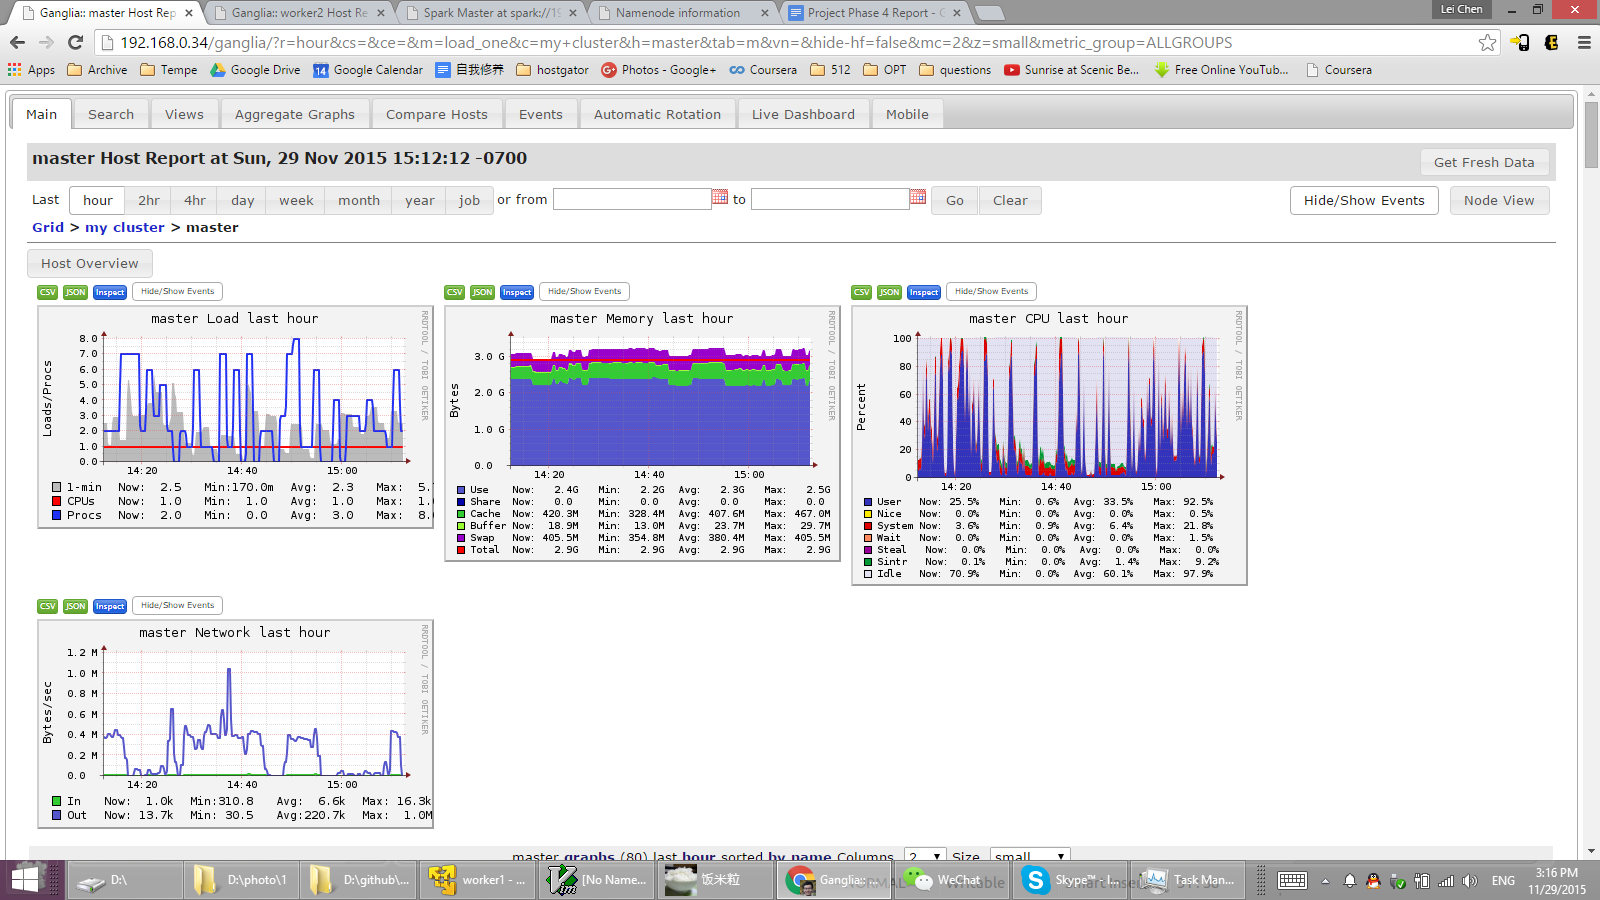 Ganglia:: master Host Rep
Ganglia:: worker2 Host Re
Spark Master at spark://19
Namenode information
Project Phase 4 Report - G
Lei Chen
192.168.0.34/ganglia/?r=hour&cs=&ce=&m=load_one&c=my+cluster&h=master&tab=m&vn=&hide-hf=false&mc=2&z=small&metric_group=ALLGROUPS
Apps Archive Tempe Google Drive Google Calendar 自我修养 hostgator Photos - Google+ Coursera 512 OPT questions Sunrise at Scenic Be... Free Online YouTub... Coursera
Main Search Views Aggregate Graphs Compare Hosts Events Automatic Rotation Live Dashboard Mobile
master Host Report at Sun, 29 Nov 2015 15:12:12 -0700
Get Fresh Data
Last hour 2hr 4hr day week month year job or from to Go Clear
Hide/Show Events Node View
Grid > my cluster > master
Host Overview
CSV JSON Inspect Hide/Show Events
master Load last hour
RRDTOOL / TOBI OETIKER
Loads/Procs
8.0
7.0
6.0
5.0
4.0
3.0
2.0
1.0
0.0
14:20 14:40 15:00
1-min Now: 2.5 Min:170.0m Avg: 2.3 Max: 5.
CPUs Now: 1.0 Min: 1.0 Avg: 1.0 Max: 1.
Procs Now: 2.0 Min: 0.0 Avg: 3.0 Max: 8.
CSV JSON Inspect Hide/Show Events
master Memory last hour
RRDTOOL / TOBI OETIKER
Bytes
3.0 G
2.0 G
1.0 G
0.0
14:20 14:40 15:00
Use Now: 2.4G Min: 2.2G Avg: 2.3G Max: 2.5G
Share Now: 0.0 Min: 0.0 Avg: 0.0 Max: 0.0
Cache Now: 420.3M Min: 328.4M Avg: 407.6M Max: 467.0M
Buffer Now: 18.9M Min: 13.0M Avg: 23.7M Max: 29.7M
Swap Now: 405.5M Min: 354.8M Avg: 380.4M Max: 405.5M
Total Now: 2.9G Min: 2.9G Avg: 2.9G Max: 2.9G
CSV JSON Inspect Hide/Show Events
master CPU last hour
RRDTOOL / TOBI OETIKER
Percent
100
80
60
40
20
0
14:20 14:40 15:00
User Now: 25.5% Min: 0.6% Avg: 33.5% Max: 92.5%
Nice Now: 0.0% Min: 0.0% Avg: 0.0% Max: 0.5%
System Now: 3.6% Min: 0.9% Avg: 6.4% Max: 21.8%
Wait Now: 0.0% Min: 0.0% Avg: 0.0% Max: 1.5%
Steal Now: 0.0% Min: 0.0% Avg: 0.0% Max: 0.0%
Sintr Now: 0.1% Min: 0.0% Avg: 1.4% Max: 9.2%
Idle Now: 70.9% Min: 0.0% Avg: 60.1% Max: 97.9%
CSV JSON Inspect Hide/Show Events
master Network last hour
RRDTOOL / TOBI OETIKER
Bytes/sec
1.2 M
1.0 M
0.8 M
0.6 M
0.4 M
0.2 M
0.0
14:20 14:40 15:00
In Now: 1.0k Min:310.8 Avg: 6.6k Max: 16.3k
Out Now: 13.7k Min: 30.5 Avg:220.7k Max: 1.0M
master graphs (80) last hour sorted by name Columns 2 Size small
D:\ D:\photo\1 D:\github\... worker1 - ... [No Name... 饭米粒 Ganglia:: ... WeChat Skype™ - ... Task Man...
ENG
3:16 PM
11/29/2015